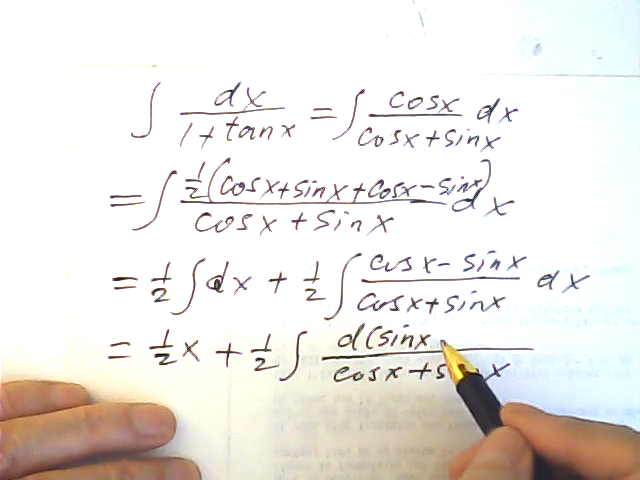 ∫ dx/(1+tanx) = ∫ cosx/(cosx+sinx) dx
= ∫ ½(cosx+sinx+cosx-sinx)/(cosx+sinx) dx
= ½ ∫ dx + ½ ∫ (cosx-sinx)/(cosx+sinx) dx
= ½x + ½ ∫ d(sinx /cosx+s x